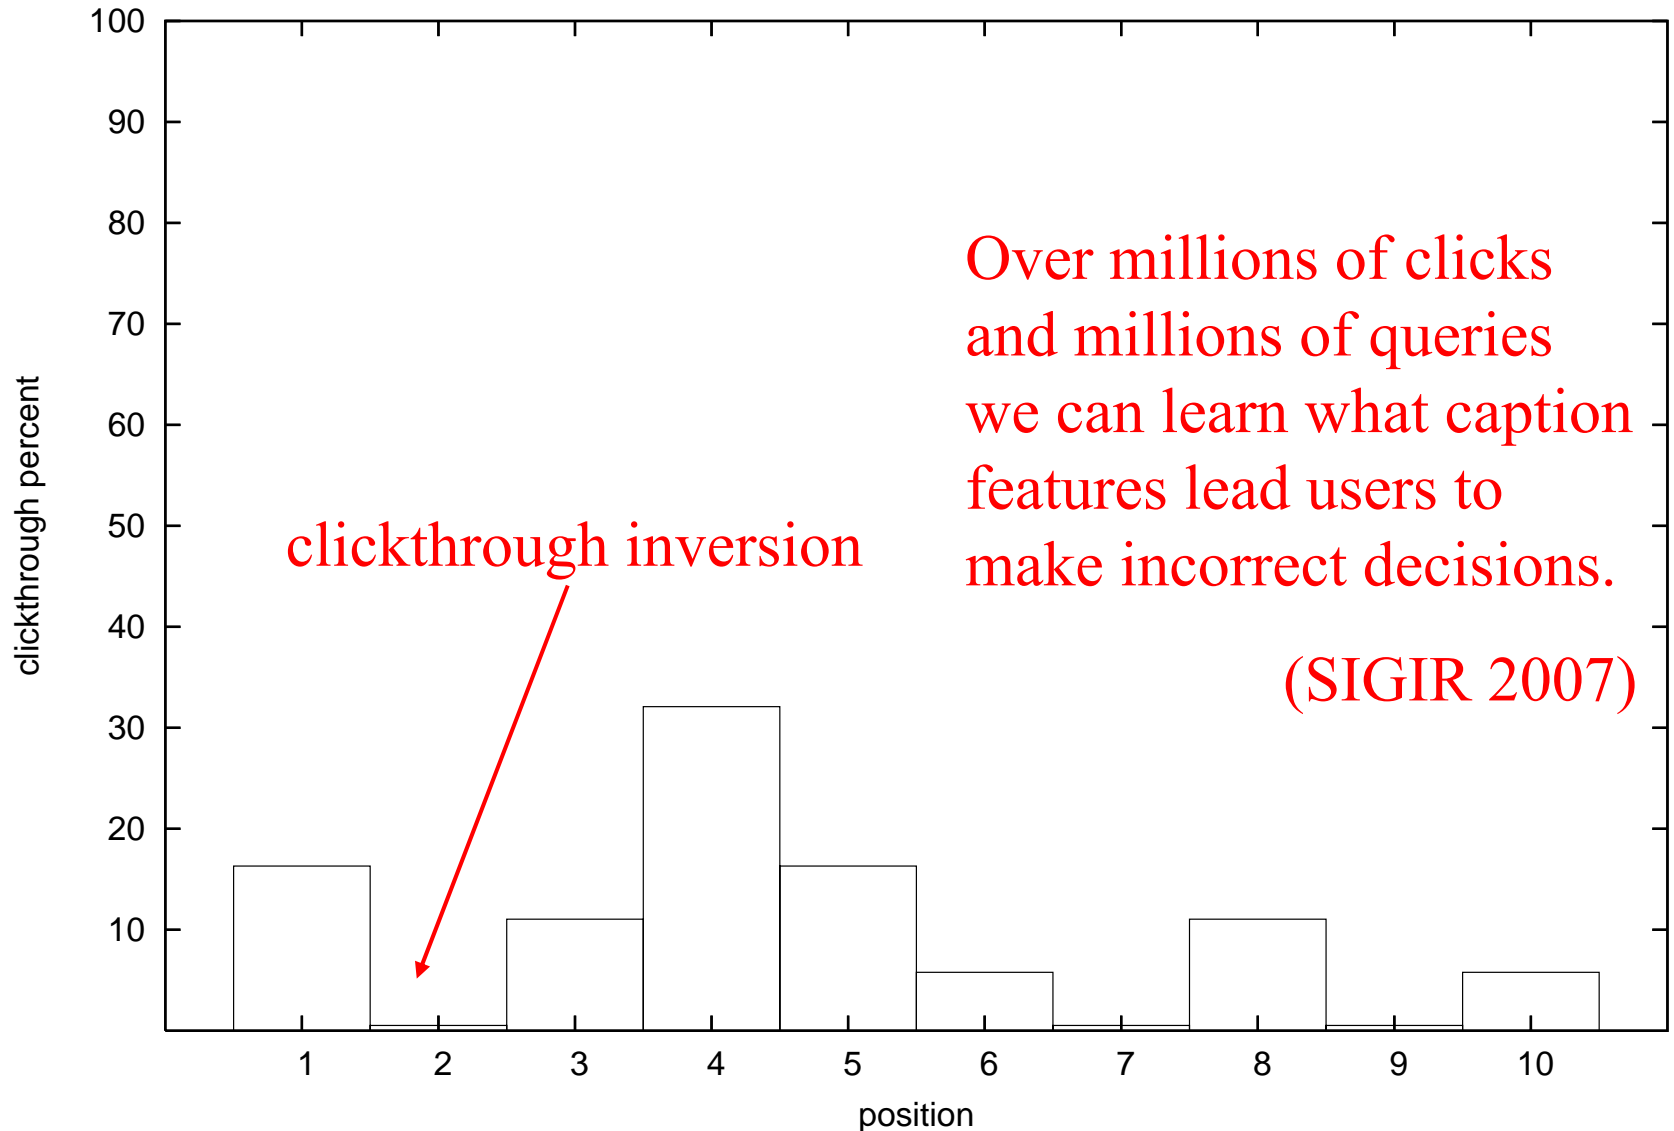 100
90
80
70
60
50
40
30
20
10
clickthrough percent
Over millions of clicks
and millions of queries
we can learn what caption
features lead users to
make incorrect decisions.
(SIGIR 2007)
clickthrough inversion
1 2 3 4 5 6 7 8 9 10
position